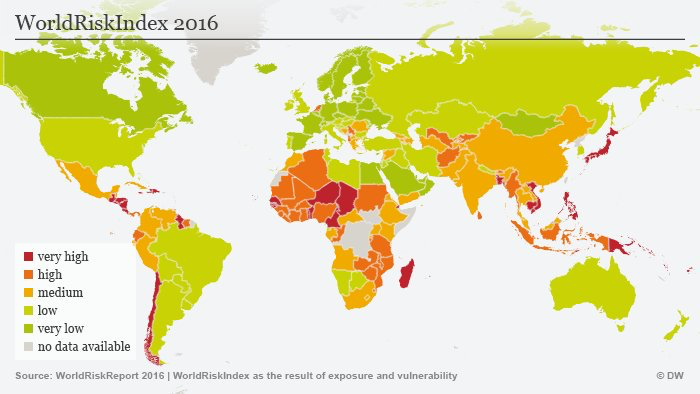 WorldRiskIndex 2016
very high
high
medium
low
very low
no data available
Source: WorldRiskReport 2016 | WorldRiskIndex as the result of exposure and vulnerability
© DW